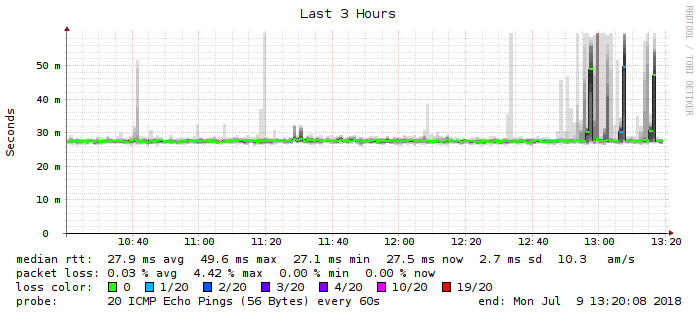 Last 3 Hours
RRDTOOL / TOBI OETIKER
Seconds
50 m
40 m
30 m
20 m
10 m
0
10:40 11:00 11:20 11:40 12:00 12:20 12:40 13:00 13:20
median rtt: 27.9 ms avg 49.6 ms max 27.1 ms min 27.5 ms now 2.7 ms sd 10.3 am/s
packet loss: 0.03 % avg 4.42 % max 0.00 % min 0.00 % now
loss color: 0 1/20 2/20 3/20 4/20 10/20 19/20
probe: 20 ICMP Echo Pings (56 Bytes) every 60s end: Mon Jul 9 13:20:08 2018